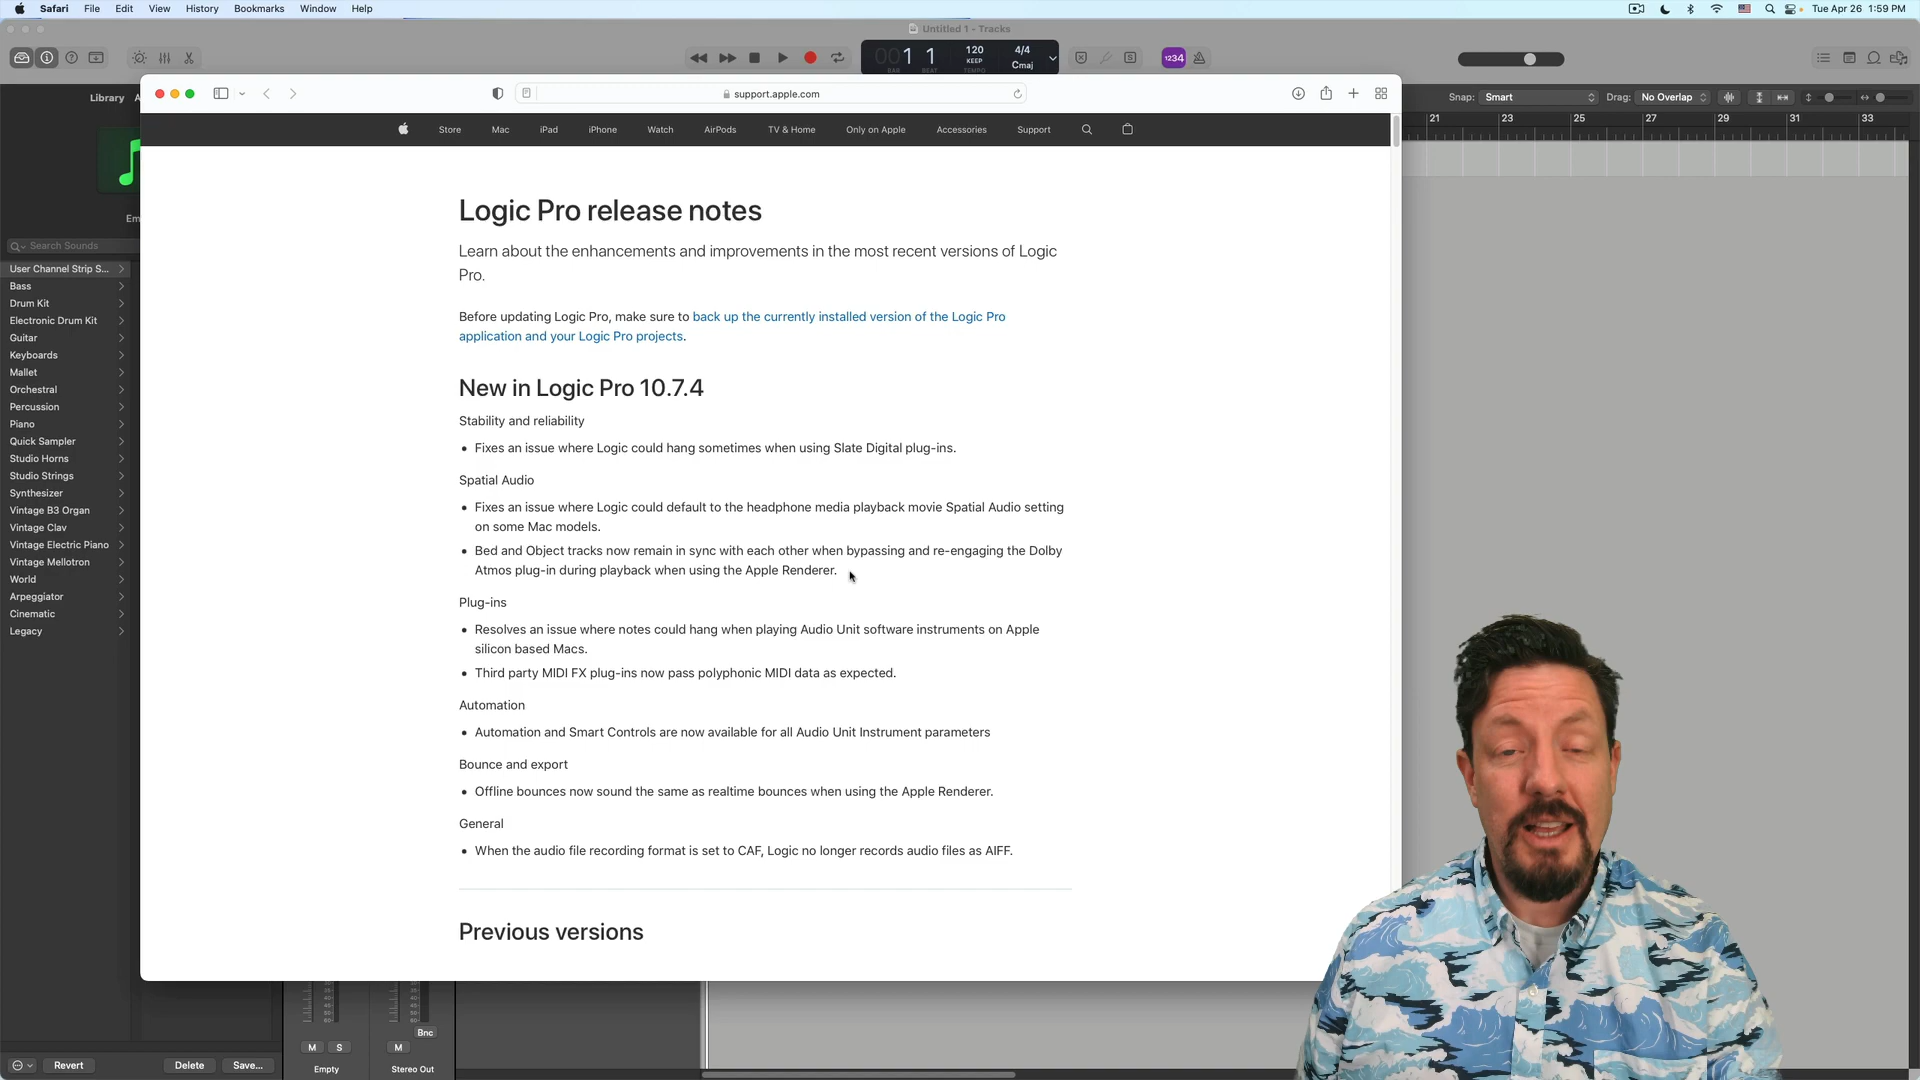 Safari File Edit View History Bookmarks Window Help
Tue Apr 26 1:59 PM
Untitled 1 - Tracks
001 1
BAR BEAT
120
KEEP
TEMPO
4/4
Cmaj
1234
Library
Snap: Smart
Drag: No Overlap
21 23 25 27 29 31 33
Em
Search Sounds
User Channel Strip S...
Bass
Drum Kit
Electronic Drum Kit
Guitar
Keyboards
Mallet
Orchestral
Percussion
Piano
Quick Sampler
Studio Horns
Studio Strings
Synthesizer
Vintage B3 Organ
Vintage Clav
Vintage Electric Piano
Vintage Mellotron
World
Arpeggiator
Cinematic
Legacy
support.apple.com
Store Mac iPad iPhone Watch AirPods TV & Home Only on Apple Accessories Support
Logic Pro release notes
Learn about the enhancements and improvements in the most recent versions of Logic
Pro.
Before updating Logic Pro, make sure to back up the currently installed version of the Logic Pro
application and your Logic Pro projects.
New in Logic Pro 10.7.4
Stability and reliability
• Fixes an issue where Logic could hang sometimes when using Slate Digital plug-ins.
Spatial Audio
• Fixes an issue where Logic could default to the headphone media playback movie Spatial Audio setting
on some Mac models.
• Bed and Object tracks now remain in sync with each other when bypassing and re-engaging the Dolby
Atmos plug-in during playback when using the Apple Renderer.
Plug-ins
• Resolves an issue where notes could hang when playing Audio Unit software instruments on Apple
silicon based Macs.
• Third party MIDI FX plug-ins now pass polyphonic MIDI data as expected.
Automation
• Automation and Smart Controls are now available for all Audio Unit Instrument parameters
Bounce and export
• Offline bounces now sound the same as realtime bounces when using the Apple Renderer.
General
• When the audio file recording format is set to CAF, Logic no longer records audio files as AIFF.
Previous versions
Bnc
M S M
Revert Delete Save... Empty Stereo Out